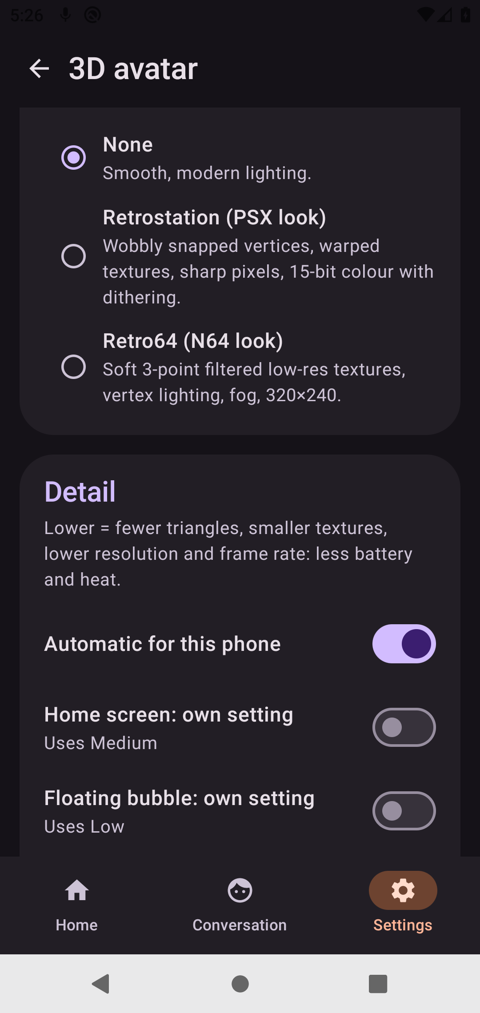 5:26
3D avatar
None
Smooth, modern lighting.
Retrostation (PSX look)
Wobbly snapped vertices, warped
textures, sharp pixels, 15-bit colour with
dithering.
Retro64 (N64 look)
Soft 3-point filtered low-res textures,
vertex lighting, fog, 320×240.
Detail
Lower = fewer triangles, smaller textures,
lower resolution and frame rate: less battery
and heat.
Automatic for this phone
Home screen: own setting
Uses Medium
Floating bubble: own setting
Uses Low
Home
Conversation
Settings